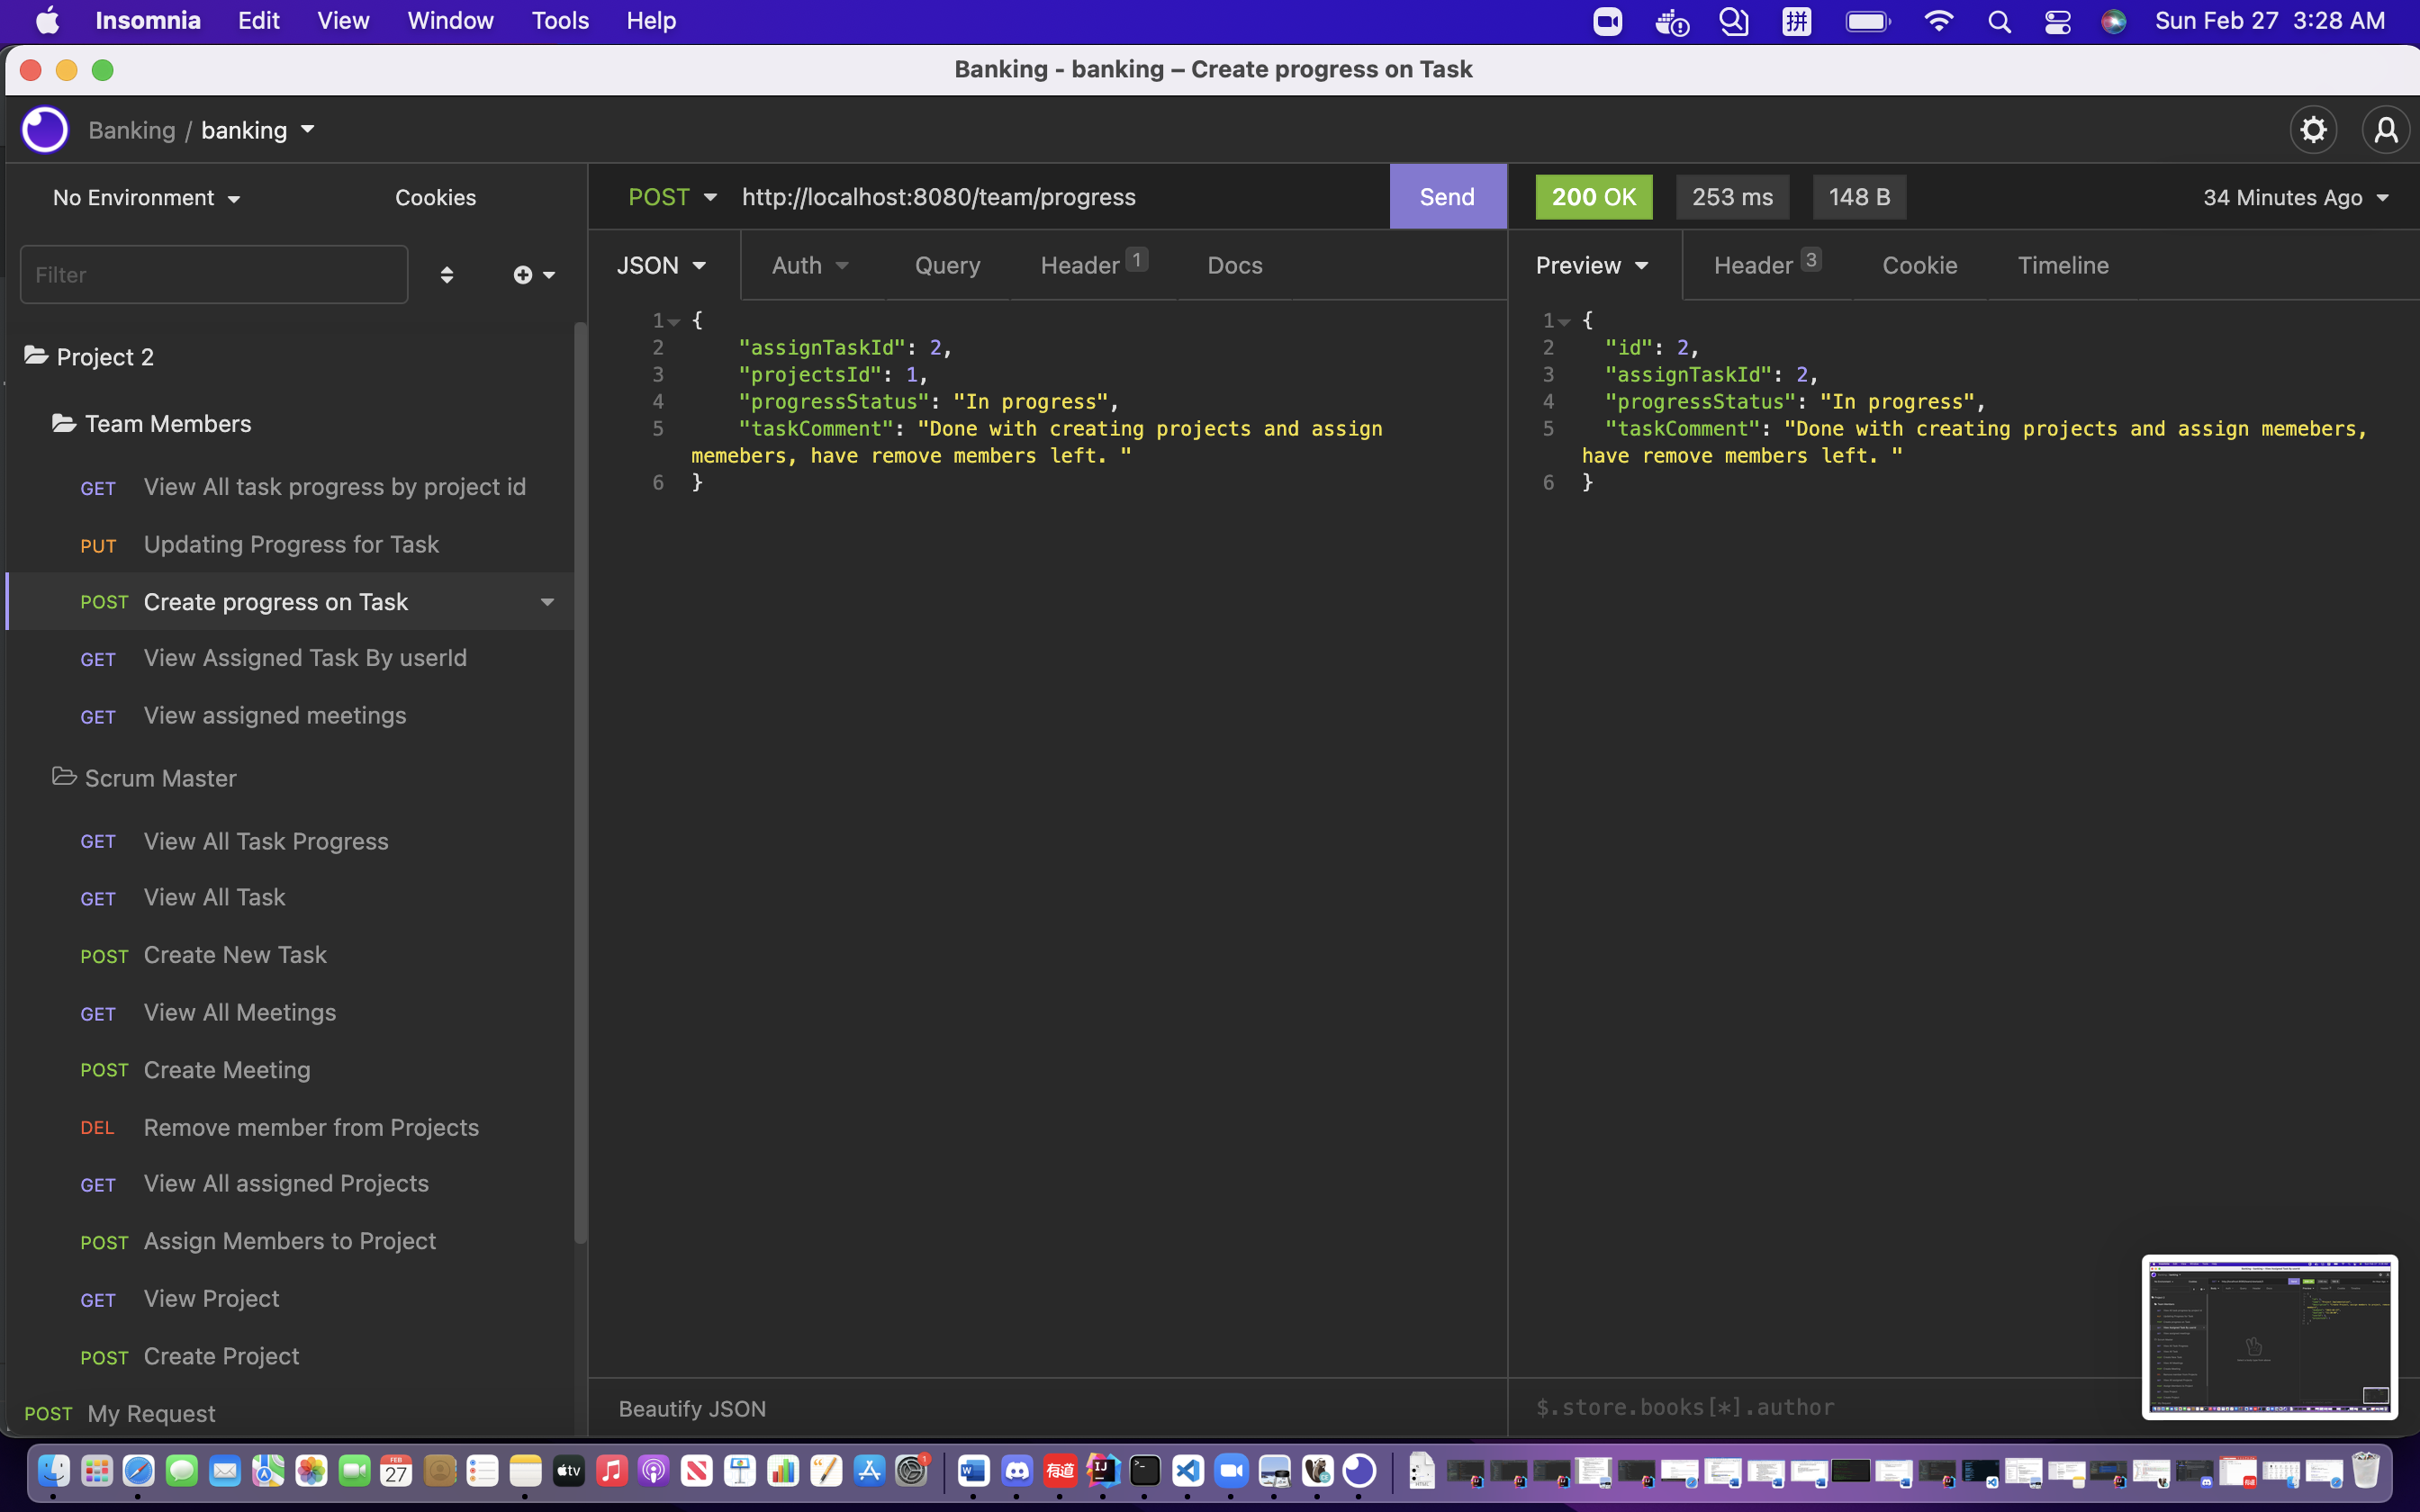 Insomnia Edit View Window Tools Help 拼 Sun Feb 27 3:28 AM
Banking - banking – Create progress on Task
Banking / banking
No Environment Cookies
POST http://localhost:8080/team/progress Send
200 OK 253 ms 148 B 34 Minutes Ago
Filter
JSON Auth Query Header 1 Docs
Preview Header 3 Cookie Timeline
Project 2
Team Members
GET View All task progress by project id
PUT Updating Progress for Task
POST Create progress on Task
GET View Assigned Task By userId
GET View assigned meetings
Scrum Master
GET View All Task Progress
GET View All Task
POST Create New Task
GET View All Meetings
POST Create Meeting
DEL Remove member from Projects
GET View All assigned Projects
POST Assign Members to Project
GET View Project
POST Create Project
POST My Request
1 {
2 "assignTaskId": 2,
3 "projectsId": 1,
4 "progressStatus": "In progress",
5 "taskComment": "Done with creating projects and assign
memebers, have remove members left. "
6 }
Beautify JSON
1 {
2 "id": 2,
3 "assignTaskId": 2,
4 "progressStatus": "In progress",
5 "taskComment": "Done with creating projects and assign memebers,
have remove members left. "
6 }
$.store.books[*].author
FEB
27
tv
1
W
有道
IJ